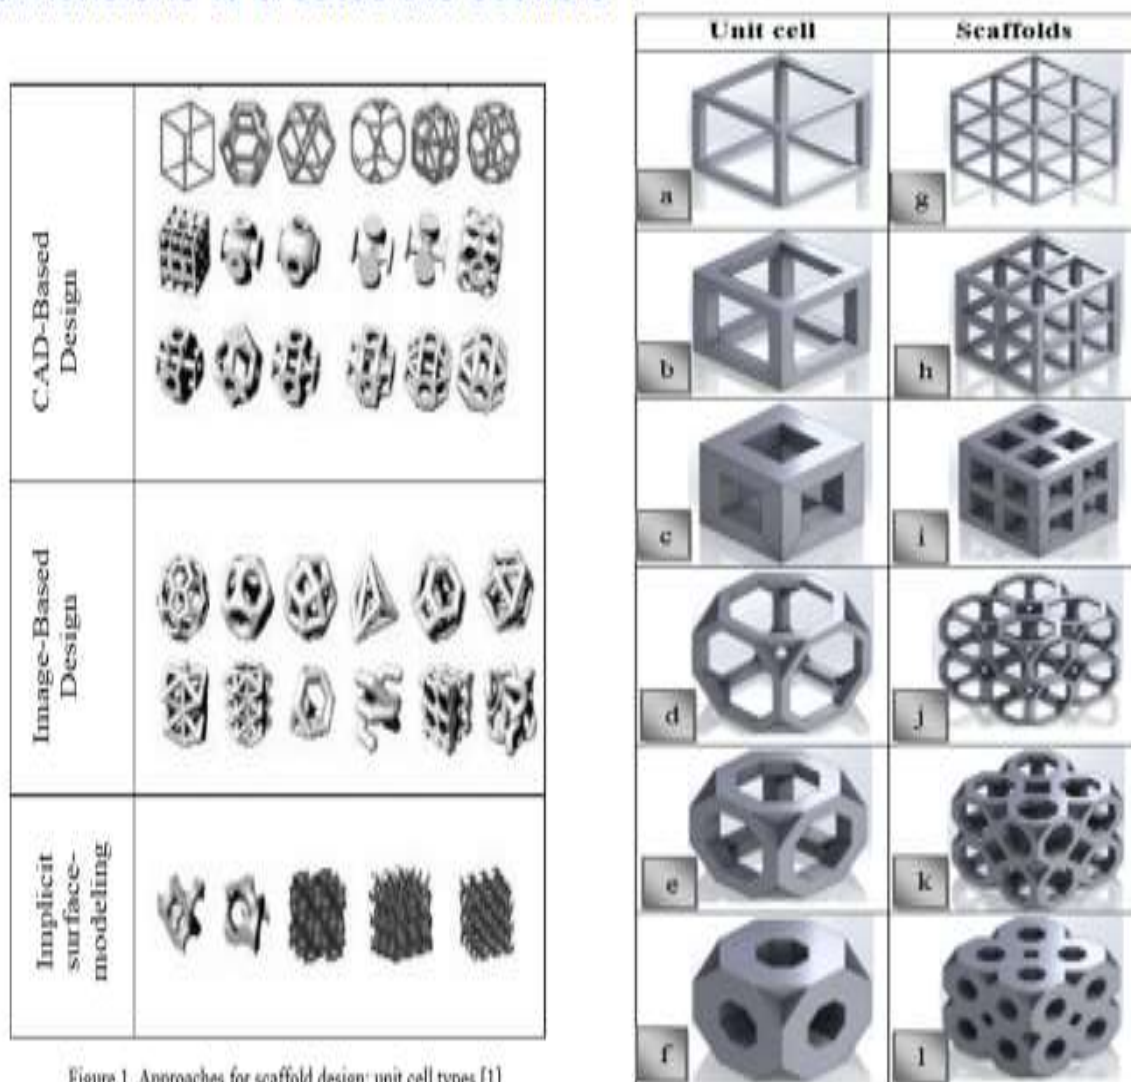 CAD-Based
Design
Image-Based
Design
Implicit
surface-
modeling
Figure 1. Approaches for scaffold design: unit cell types [1]
Unit cell Scaffolds
a g
b h
c i
d j
e k
f l